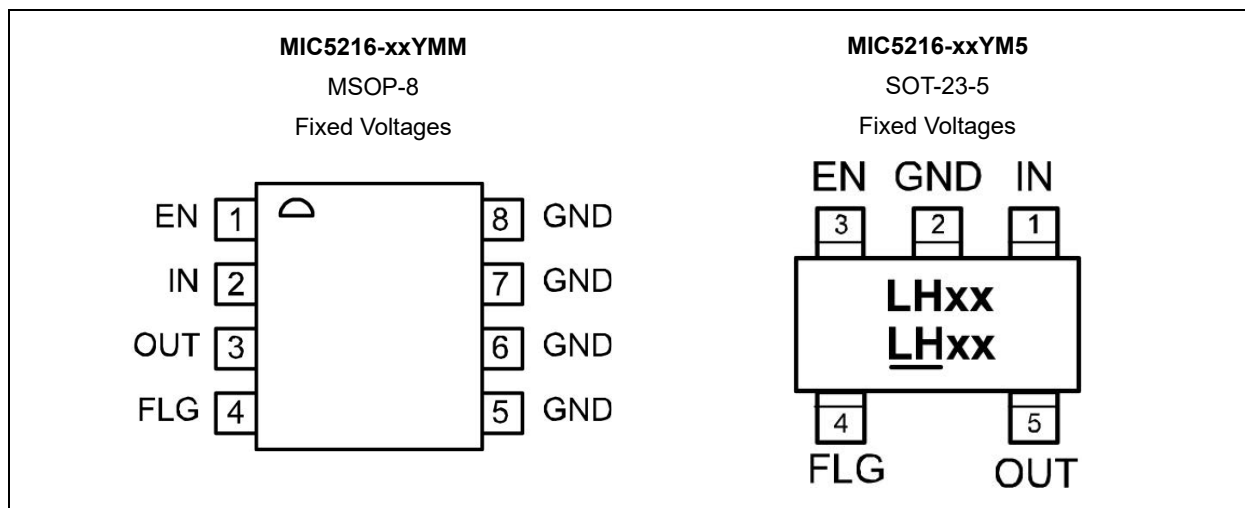 MIC5216-xxYMM
MSOP-8
Fixed Voltages
EN 1 8 GND
IN 2 7 GND
OUT 3 6 GND
FLG 4 5 GND
MIC5216-xxYM5
SOT-23-5
Fixed Voltages
EN GND IN
3 2 1
LHxx
LHxx
4 5
FLG OUT